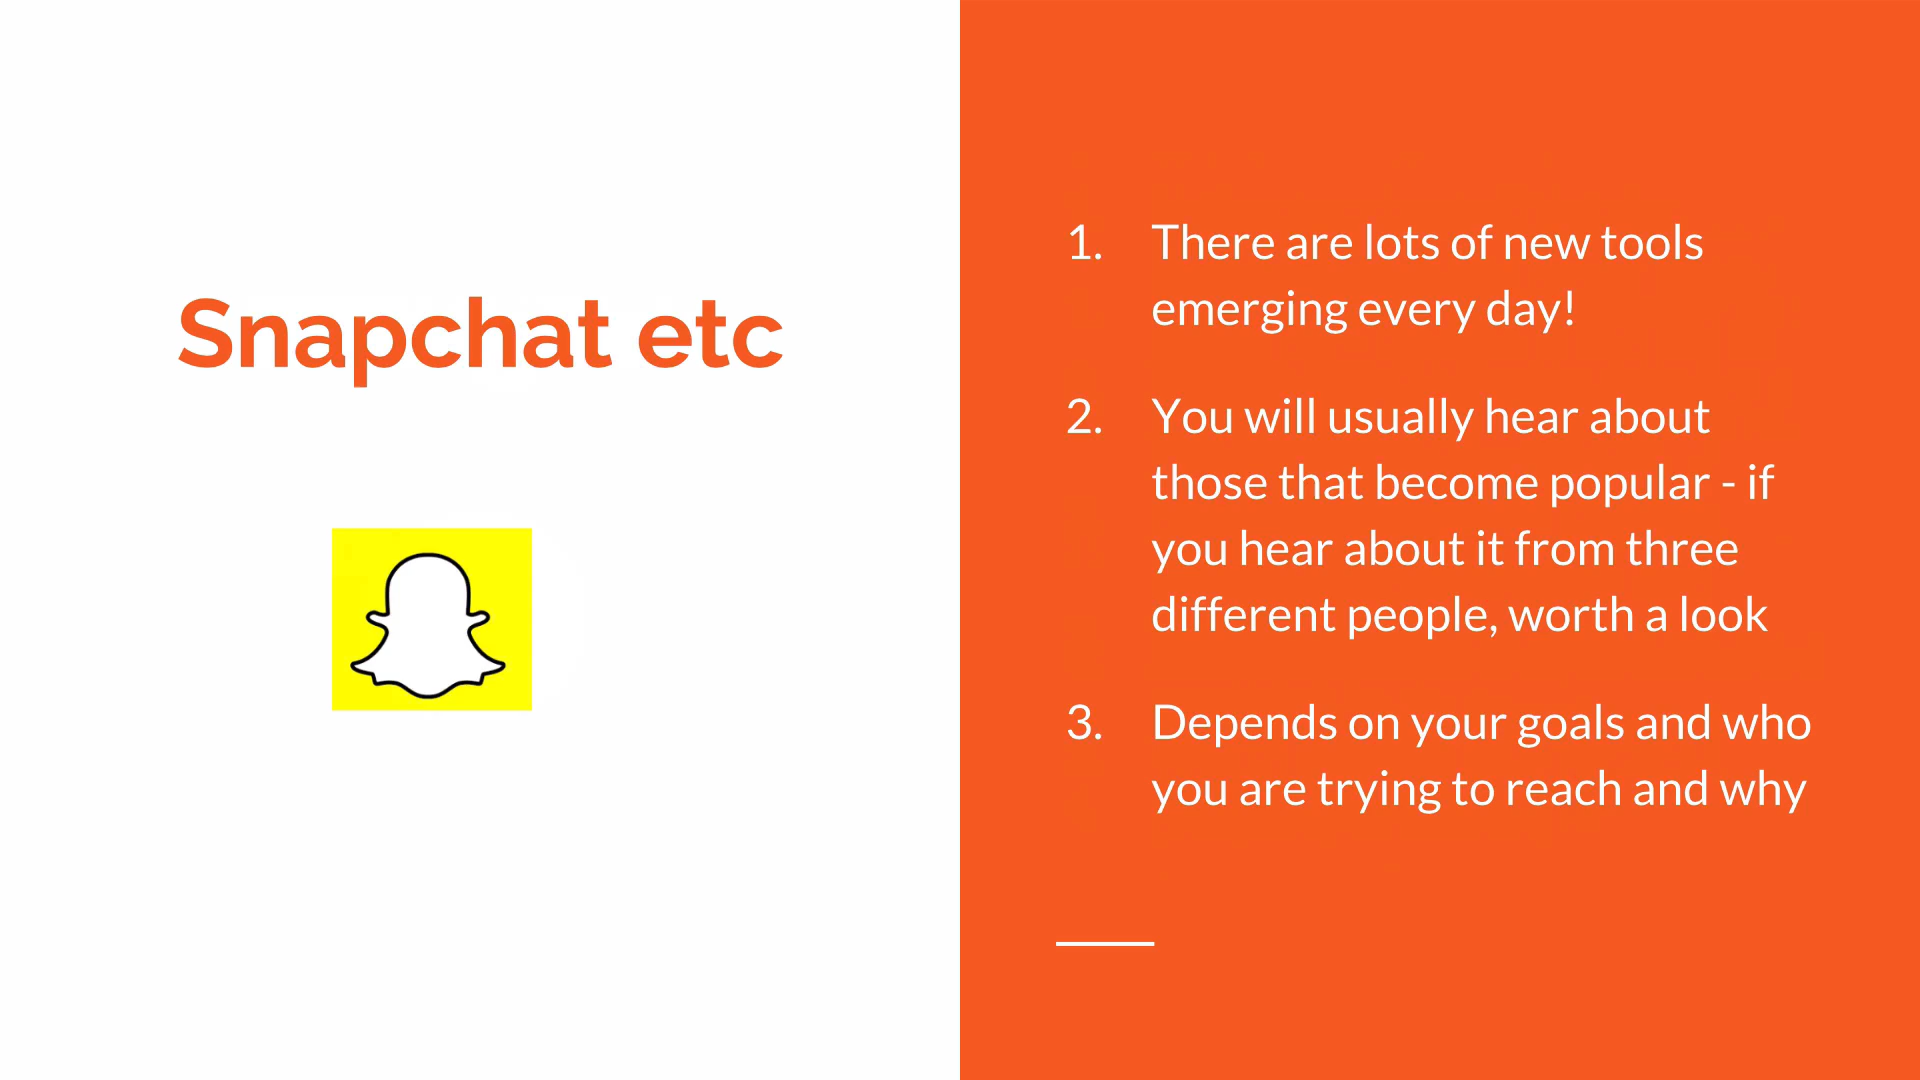 Snapchat etc
1. There are lots of new tools
emerging every day!
2. You will usually hear about
those that become popular - if
you hear about it from three
different people, worth a look
3. Depends on your goals and who
you are trying to reach and why